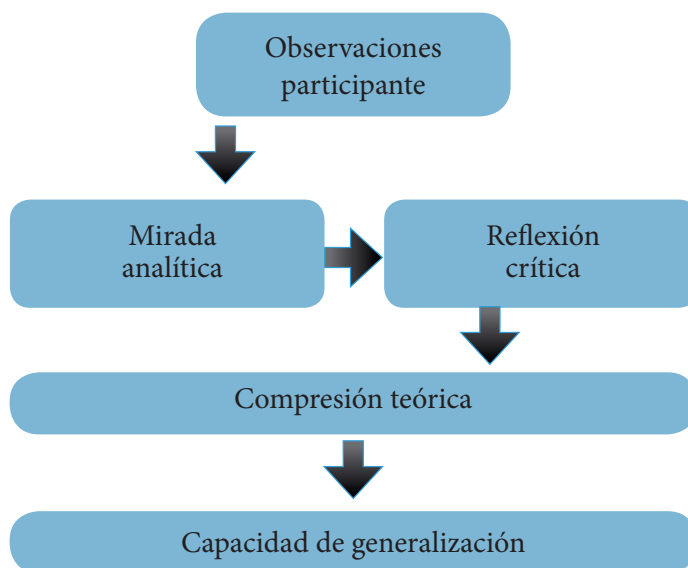 Observaciones
participante
Mirada
analítica
Reflexión
crítica
Compresión teórica
Capacidad de generalización